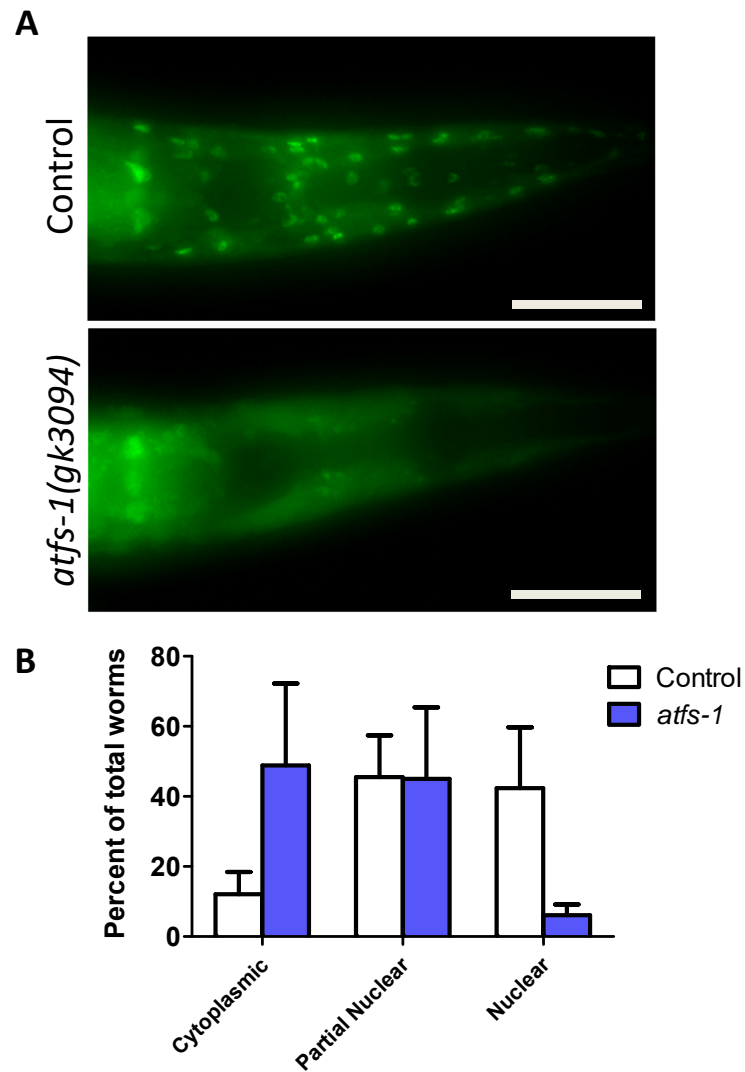 A
Control
atfs-1(gk3094)
B
Percent of total worms
80
60
40
20
0
Cytoplasmic
Partial Nuclear
Nuclear
Control
atfs-1